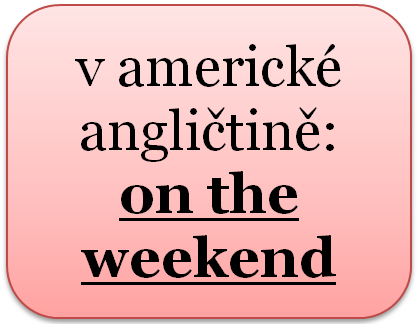 v americké
angličtině:
on the
weekend